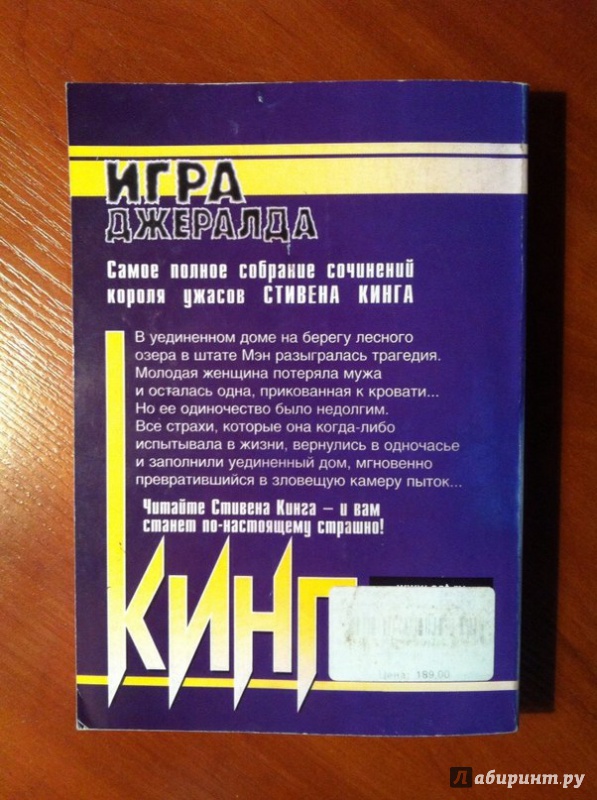 ИГРА
ДЖЕРАЛДА
Самое полное собрание сочинений
короля ужасов СТИВЕНА КИНГА
В уединенном доме на берегу лесного
озера в штате Мэн разыгралась трагедия.
Молодая женщина потеряла мужа
и осталась одна, прикованная к кровати...
Но ее одиночество было недолгим.
Все страхи, которые она когда-либо
испытывала в жизни, вернулись в одночасье
и заполнили уединенный дом, мгновенно
превратившийся в зловещую камеру пыток...
Читайте Стивена Кинга – и вам
станет по-настоящему страшно!
КИНГ
Цена: 189,00
Лабиринт.ру